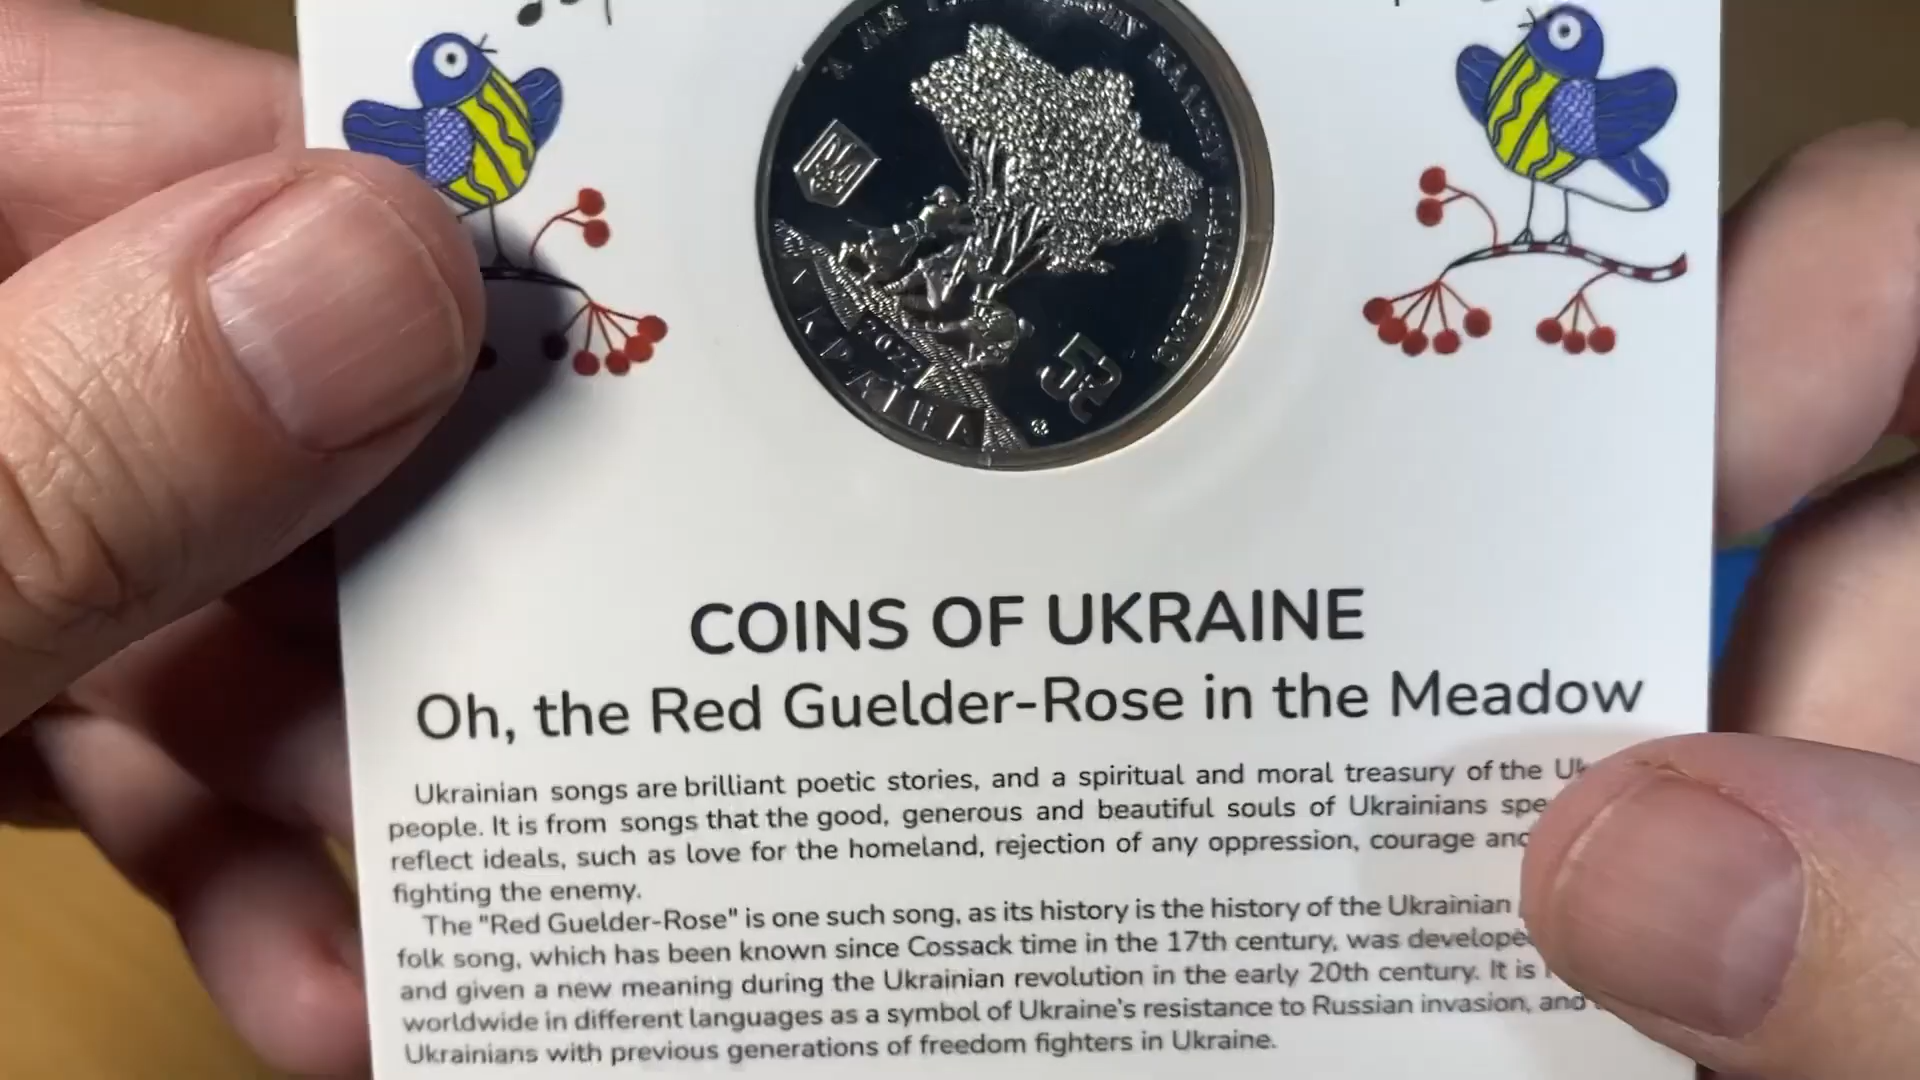 2022
УКРАЇНА
5
COINS OF UKRAINE
Oh, the Red Guelder-Rose in the Meadow
Ukrainian songs are brilliant poetic stories, and a spiritual and moral treasury of the
people. It is from songs that the good, generous and beautiful souls of Ukrainians
reflect ideals, such as love for the homeland, rejection of any oppression, courage and
fighting the enemy.
The "Red Guelder-Rose" is one such song, as its history is the history of the Ukrainian
folk song, which has been known since Cossack time in the 17th century, was
and given a new meaning during the Ukrainian revolution in the early 20th century. It is
worldwide in different languages as a symbol of Ukraine's resistance to Russian invasion, and
Ukrainians with previous generations of freedom fighters in Ukraine.